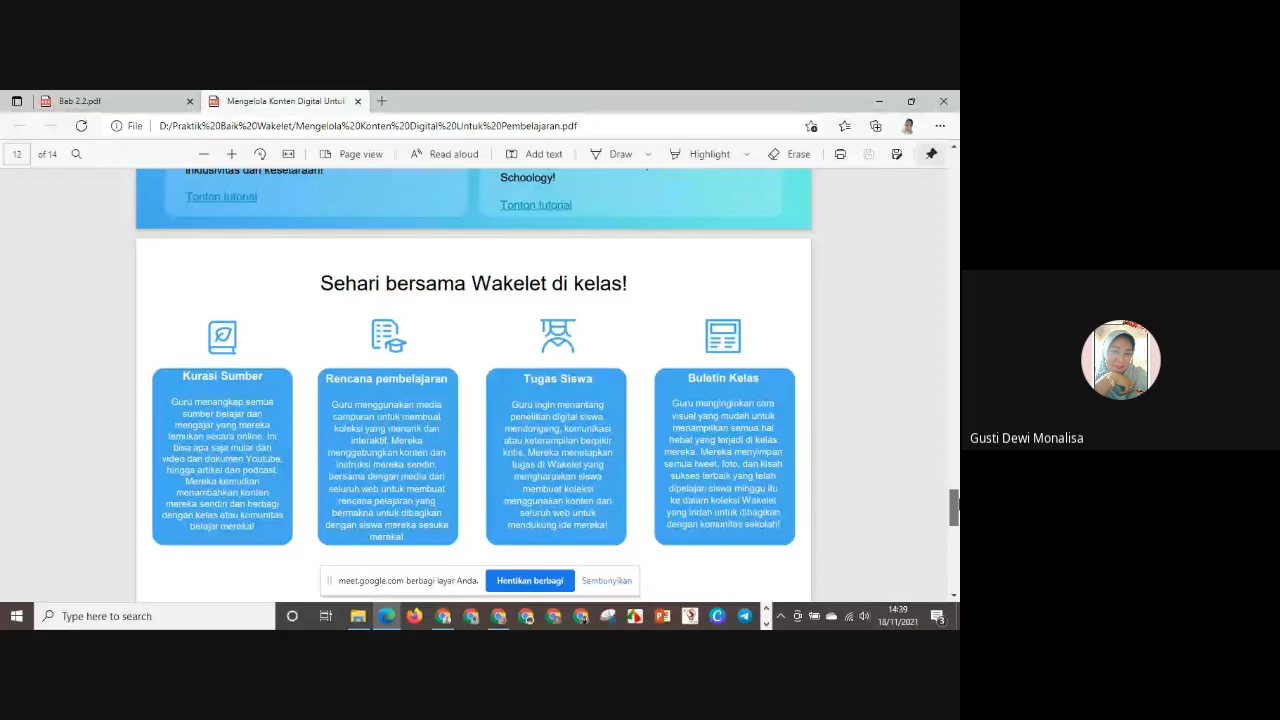 Bab 2.2.pdf
Mengelola Konten Digital Untuk
File
D:/Praktik%20Baik%20Wakelet/Mengelola%20Konten%20Digital%20Untuk%20Pembelajaran.pdf
12 of 14
Page view
Read aloud
Add text
Draw
Highlight
Erase
inklusivitas dan kesetaraan!
Tonton tutorial
Schoology!
Tonton tutorial
Sehari bersama Wakelet di kelas!
Kurasi Sumber
Guru menangkap semua
sumber belajar dan
mengajar yang mereka
temukan secara online. Ini
bisa apa saja mulai dari
video dan dokumen Youtube,
hingga artikel dan podcast.
Mereka kemudian
menambahkan konten
mereka sendiri dan berbagi
dengan kelas atau komunitas
belajar mereka!
Rencana pembelajaran
Guru menggunakan media
campuran untuk membuat
koleksi yang menarik dan
interaktif. Mereka
menggabungkan konten dan
instruksi mereka sendiri,
bersama dengan media dari
seluruh web untuk membuat
rencana pelajaran yang
bermakna untuk dibagikan
dengan siswa mereka sesuka
mereka!
Tugas Siswa
Guru ingin menantang
penelitian digital siswa,
mendongeng, komunikasi
atau keterampilan berpikir
kritis. Mereka menetapkan
tugas di Wakelet yang
mengharuskan siswa
membuat koleksi
menggunakan konten dari
seluruh web untuk
mendukung ide mereka!
Buletin Kelas
Guru menginginkan cara
visual yang mudah untuk
menampilkan semua hal
hebat yang terjadi di kelas
mereka. Mereka menyimpan
semua tweet, foto, dan kisah
sukses terbaik yang telah
dipelajari siswa minggu itu
ke dalam koleksi Wakelet
yang indah untuk dibagikan
dengan komunitas sekolah!
meet.google.com berbagi layar Anda.
Hentikan berbagi
Sembunyikan
Type here to search
14:39
18/11/2021
3
Gusti Dewi Monalisa